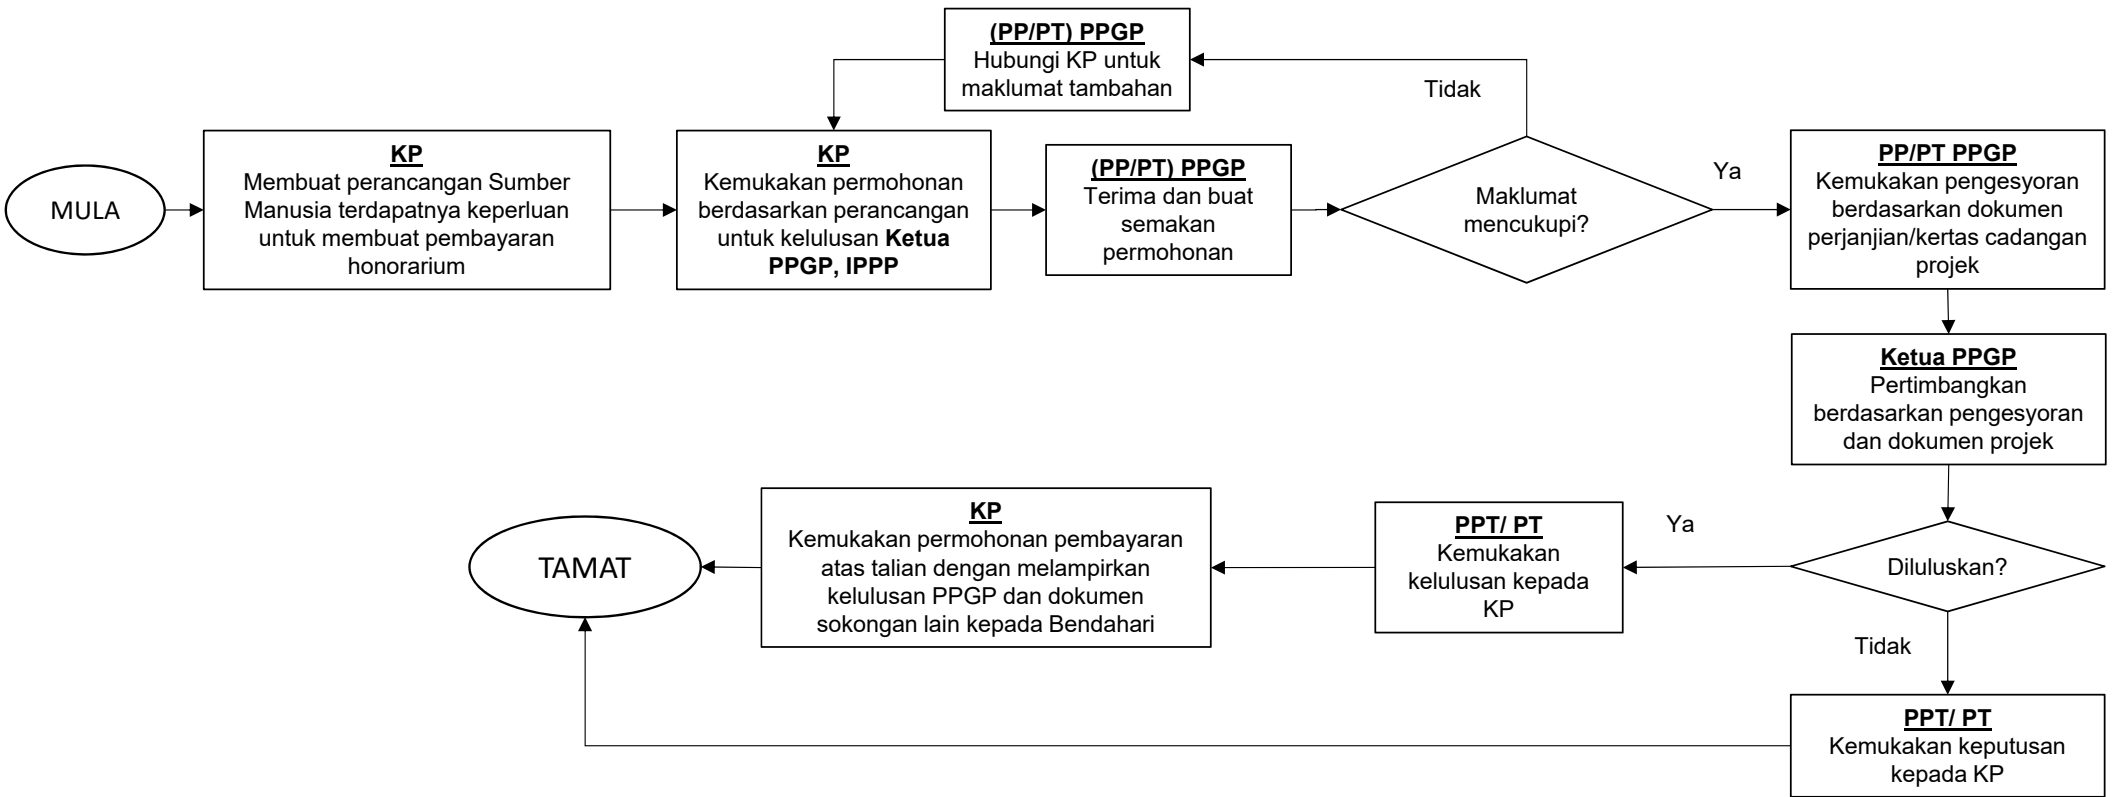 (PP/PT) PPGP
Hubungi KP untuk
maklumat tambahan
Tidak
MULA
KP
Membuat perancangan Sumber
Manusia terdapatnya keperluan
untuk membuat pembayaran
honorarium
KP
Kemukakan permohonan
berdasarkan perancangan
untuk kelulusan Ketua
PPGP, IPPP
(PP/PT) PPGP
Terima dan buat
semakan
permohonan
Maklumat
mencukupi?
Ya
PP/PT PPGP
Kemukakan pengesyoran
berdasarkan dokumen
perjanjian/kertas cadangan
projek
Ketua PPGP
Pertimbangkan
berdasarkan pengesyoran
dan dokumen projek
Diluluskan?
Ya
PPT/ PT
Kemukakan
kelulusan kepada
KP
KP
Kemukakan permohonan pembayaran
atas talian dengan melampirkan
kelulusan PPGP dan dokumen
sokongan lain kepada Bendahari
TAMAT
Tidak
PPT/ PT
Kemukakan keputusan
kepada KP